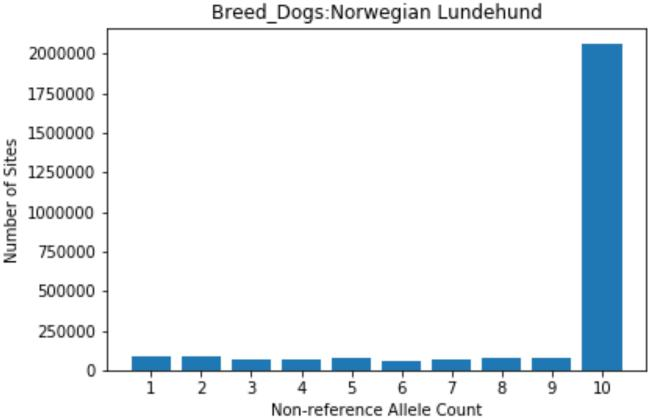 Breed_Dogs:Norwegian Lundehund
Number of Sites
2000000
1750000
1500000
1250000
1000000
750000
500000
250000
0
1 2 3 4 5 6 7 8 9 10
Non-reference Allele Count